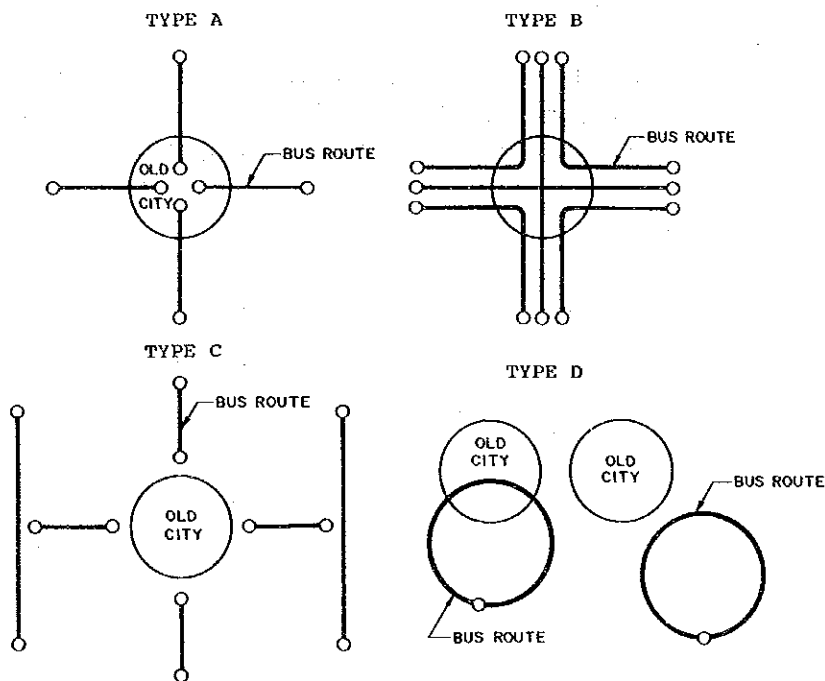 TYPE A
BUS ROUTE
OLD
CITY
TYPE B
BUS ROUTE
TYPE C
BUS ROUTE
OLD
CITY
TYPE D
OLD
CITY
OLD
CITY
BUS ROUTE
BUS ROUTE